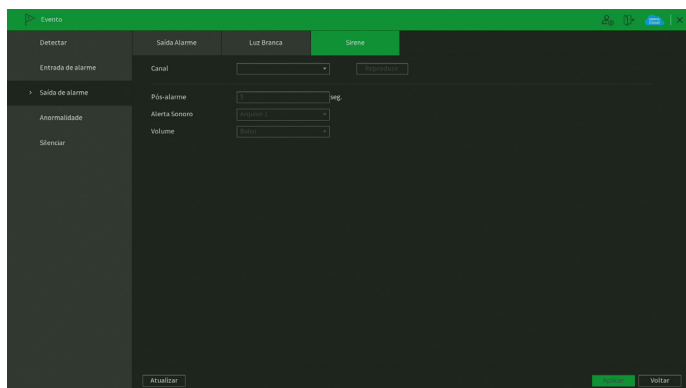 Evento
Detectar
Saída Alarme
Luz Branca
Sirene
Entrada de alarme
Canal
Reproduzir
Saída de alarme
Pós-alarme
seg.
Alerta Sonoro
Arquivo 1
Anormalidade
Volume
Baixo
Silenciar
Atualizar
Aplicar
Voltar